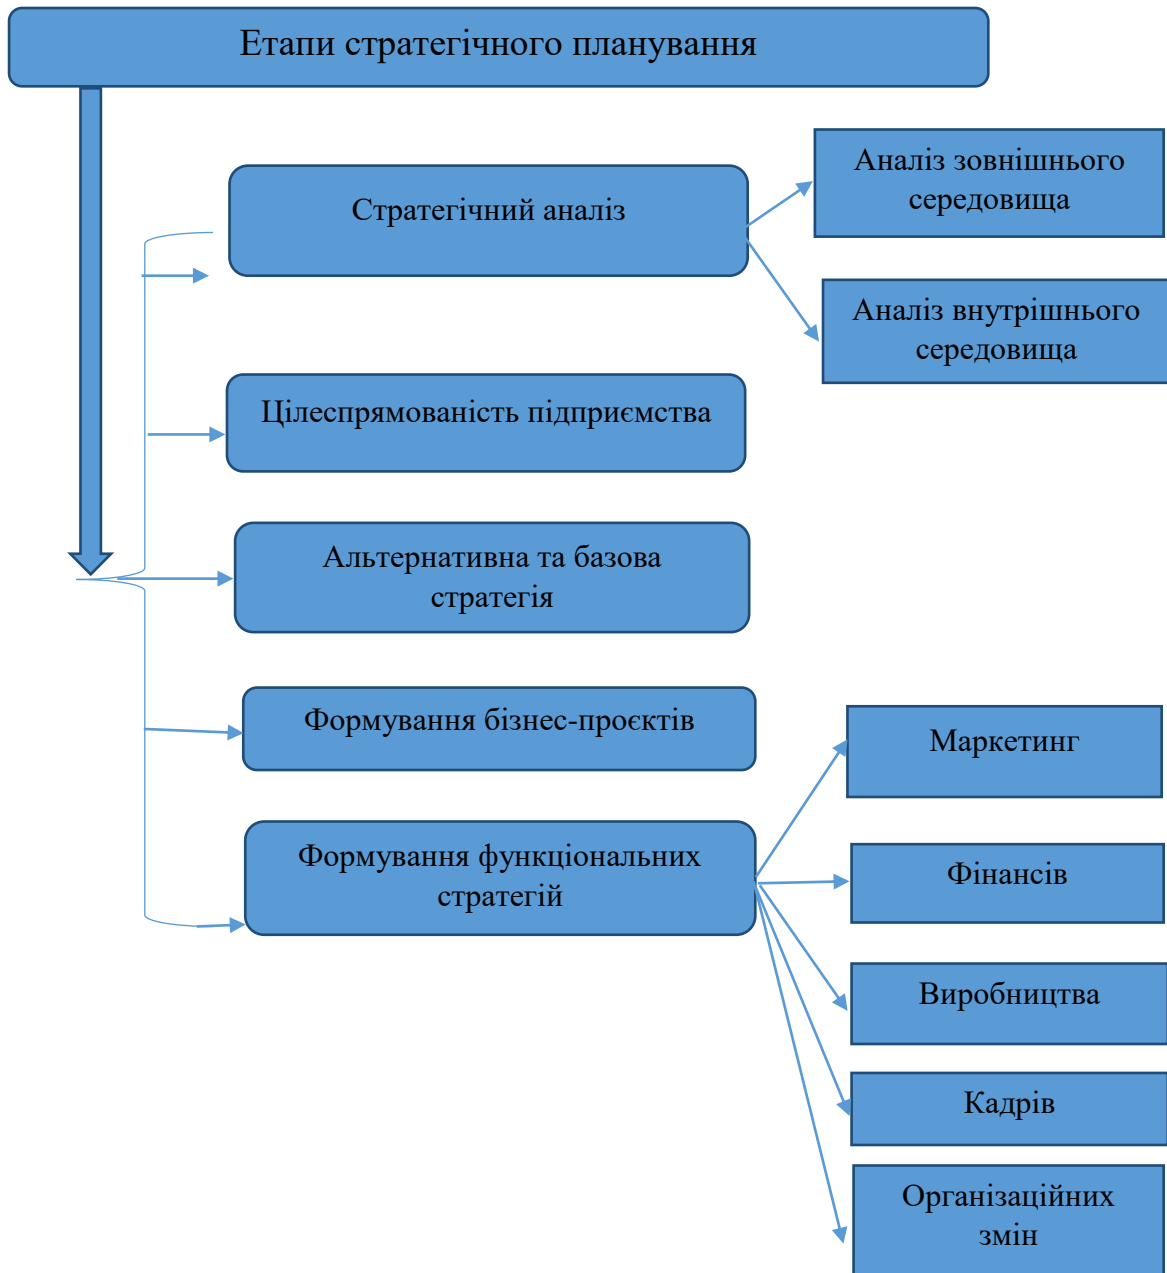 Етапи стратегічного планування
Стратегічний аналіз
Аналіз зовнішнього
середовища
Аналіз внутрішнього
середовища
Цілеспрямованість підприємства
Альтернативна та базова
стратегія
Формування бізнес-проєктів
Формування функціональних
стратегій
Маркетинг
Фінансів
Виробництва
Кадрів
Організаційних
змін